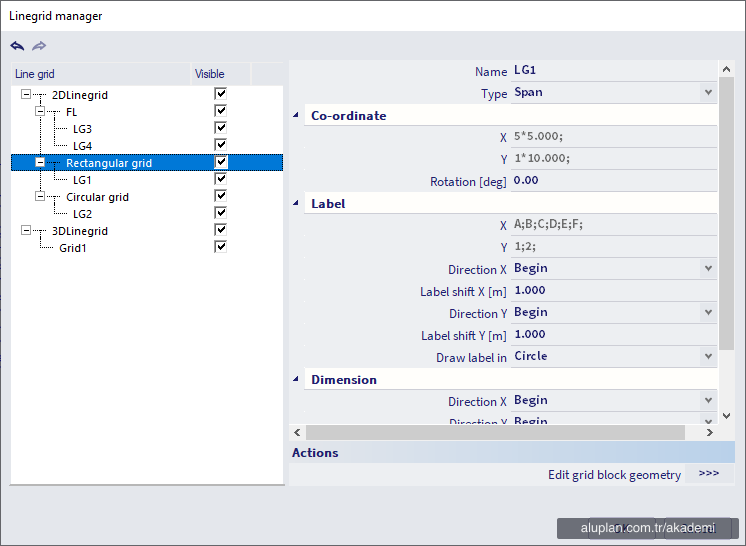 Linegrid manager
Line grid Visible
2DLinegrid
FL
LG3
LG4
Rectangular grid
LG1
Circular grid
LG2
3DLinegrid
Grid1
Name LG1
Type Span
Co-ordinate
X 5*5.000;
Y 1*10.000;
Rotation [deg] 0.00
Label
X A;B;C;D;E;F;
Y 1;2;
Direction X Begin
Label shift X [m] 1.000
Direction Y Begin
Label shift Y [m] 1.000
Draw label in Circle
Dimension
Direction X Begin
Direction Y Begin
Actions
Edit grid block geometry >>>
aluplan.com.tr/akademi